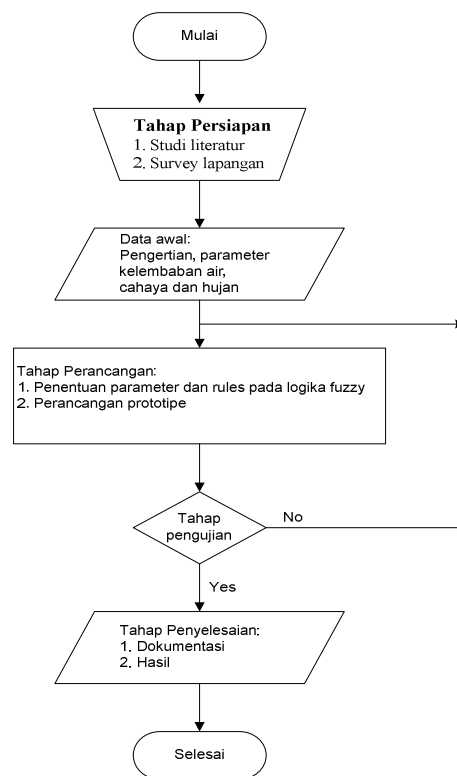 Mulai
Tahap Persiapan
1. Studi literatur
2. Survey lapangan
Data awal:
Pengertian, parameter
kelembaban air,
cahaya dan hujan
Tahap Perancangan:
1. Penentuan parameter dan rules pada logika fuzzy
2. Perancangan prototipe
Tahap
pengujian
No
Yes
Tahap Penyelesaian:
1. Dokumentasi
2. Hasil
Selesai